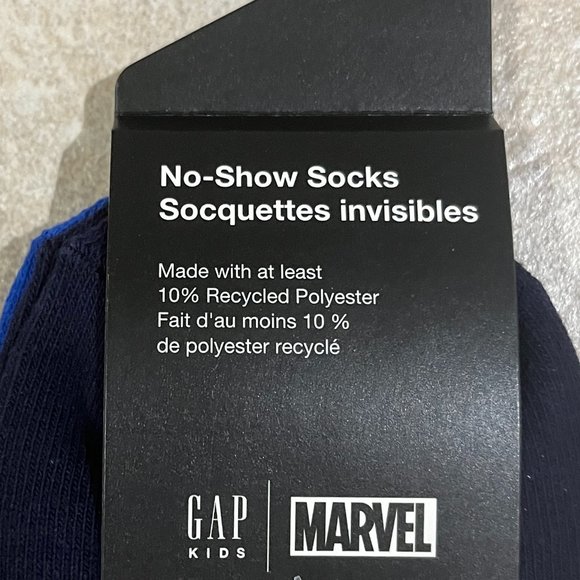 No-Show Socks
Socquettes invisibles
Made with at least
10% Recycled Polyester
Fait d'au moins 10 %
de polyester recyclé
GAP
KIDS
MARVEL